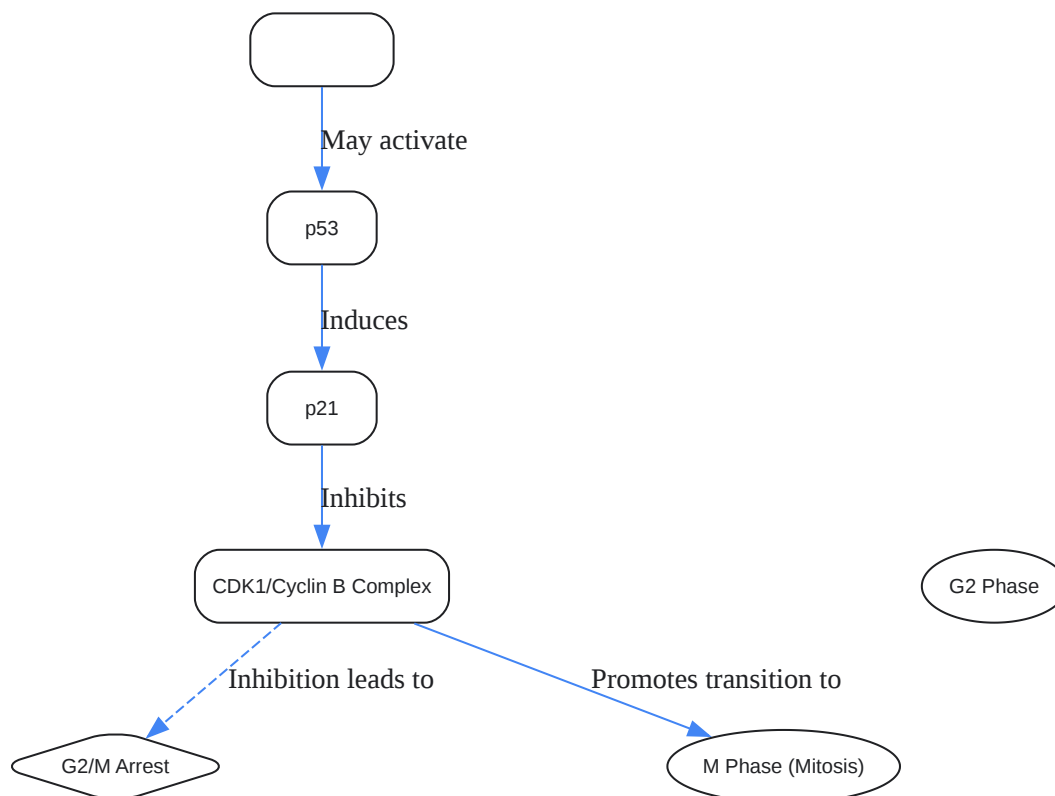 May activate
p53
Induces
p21
Inhibits
CDK1/Cyclin B Complex
G2 Phase
Inhibition leads to
Promotes transition to
G2/M Arrest
M Phase (Mitosis)